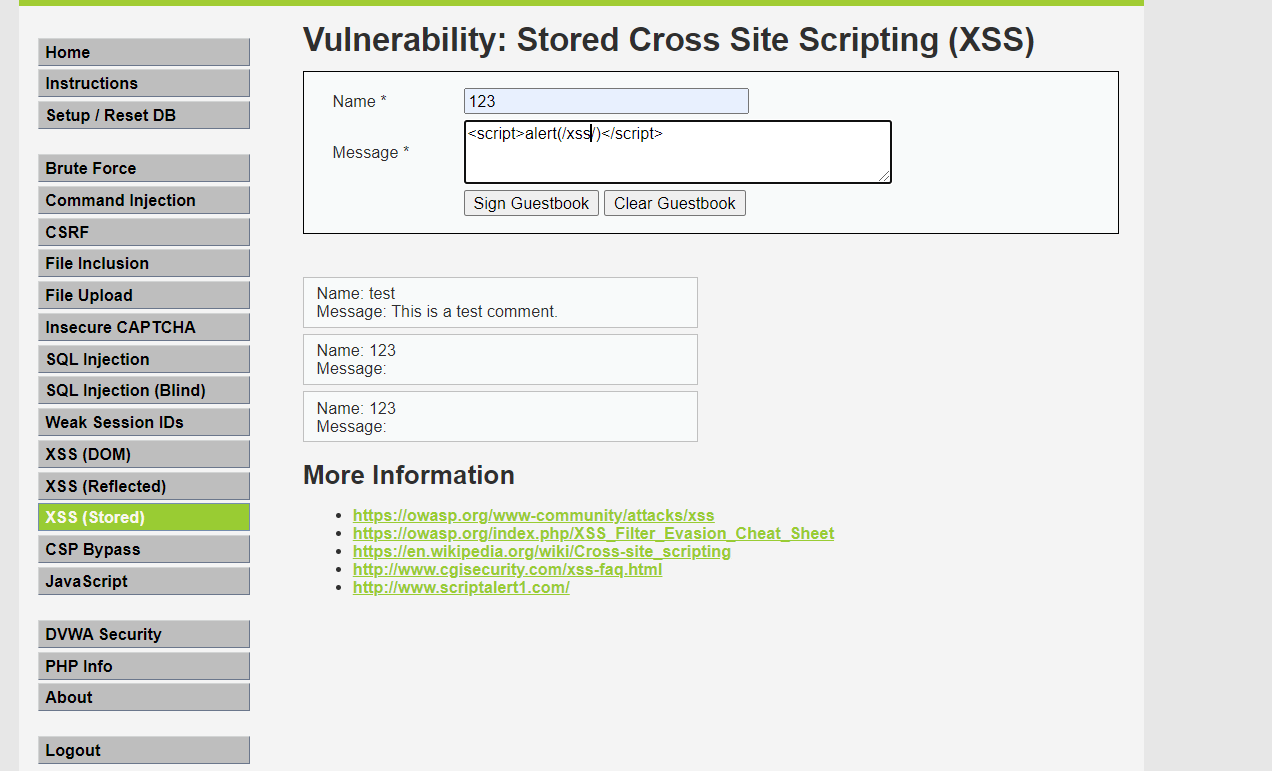 Vulnerability: Stored Cross Site Scripting (XSS)
Home
Instructions
Setup / Reset DB
Brute Force
Command Injection
CSRF
File Inclusion
File Upload
Insecure CAPTCHA
SQL Injection
SQL Injection (Blind)
Weak Session IDs
XSS (DOM)
XSS (Reflected)
XSS (Stored)
CSP Bypass
JavaScript
DVWA Security
PHP Info
About
Logout
Name * 123
Message * <script>alert(/xss/)</script>
Sign Guestbook Clear Guestbook
Name: test
Message: This is a test comment.
Name: 123
Message:
Name: 123
Message:
More Information
https://owasp.org/www-community/attacks/xss
https://owasp.org/index.php/XSS_Filter_Evasion_Cheat_Sheet
https://en.wikipedia.org/wiki/Cross-site_scripting
http://www.cgisecurity.com/xss-faq.html
http://www.scriptalert1.com/